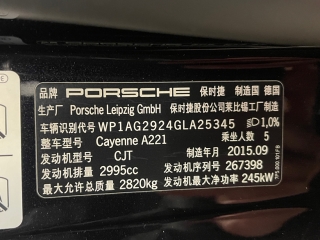 品牌 PORSCHE 保时捷 制造国 德国
生产厂 Porsche Leipzig GmbH 保时捷股份公司莱比锡工厂制造
车辆识别代号 WP1AG2924GLA25345 1,0%
整车型号 Cayenne A221 乘坐人数 5
发动机型号 CJT 制造年月 2015.09
发动机排量 2995cc 发动机序列号 267398
最大允许总质量 2820kg 发动机最大净功率 245kW